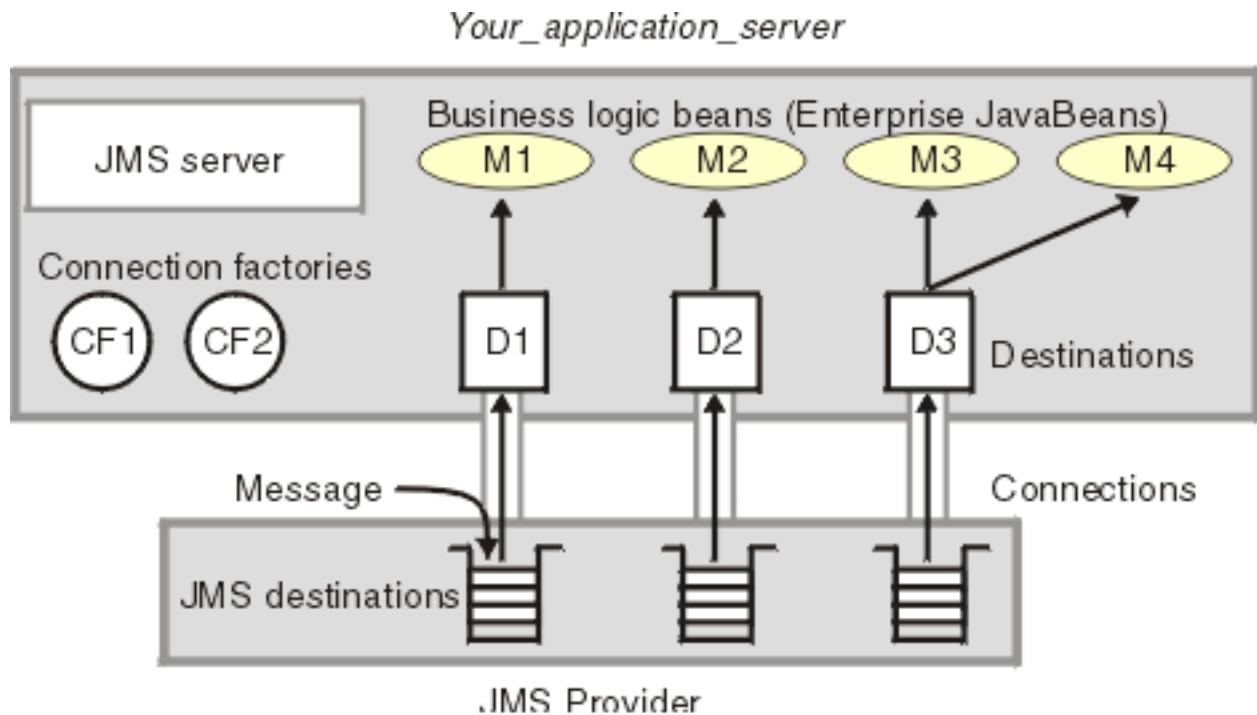 Your_application_server
Business logic beans (Enterprise JavaBeans)
JMS server
M1 M2 M3 M4
Connection factories
CF1 CF2 D1 D2 D3 Destinations
Message
Connections
JMS destinations
JMS Provider